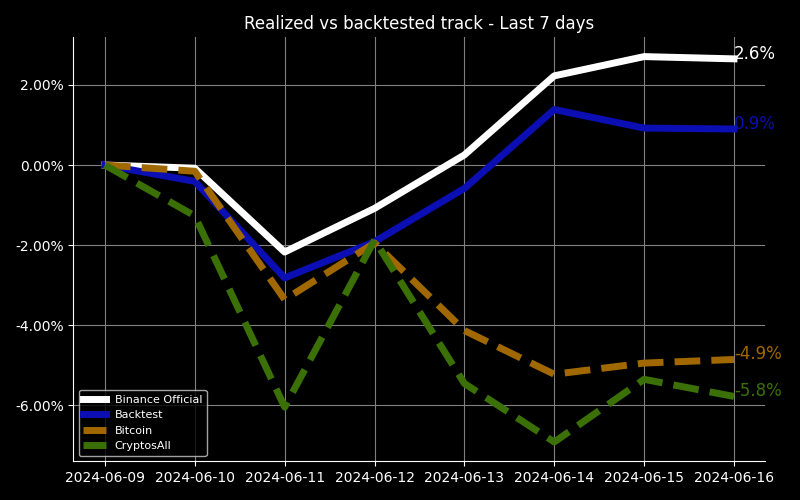 Realized vs backtested track - Last 7 days
2.6%
2.00%
0.9%
0.00%
-2.00%
-4.00%
-4.9%
-5.8%
-6.00%
Binance Official
Backtest
Bitcoin
CryptosAll
2024-06-09 2024-06-10 2024-06-11 2024-06-12 2024-06-13 2024-06-14 2024-06-15 2024-06-16